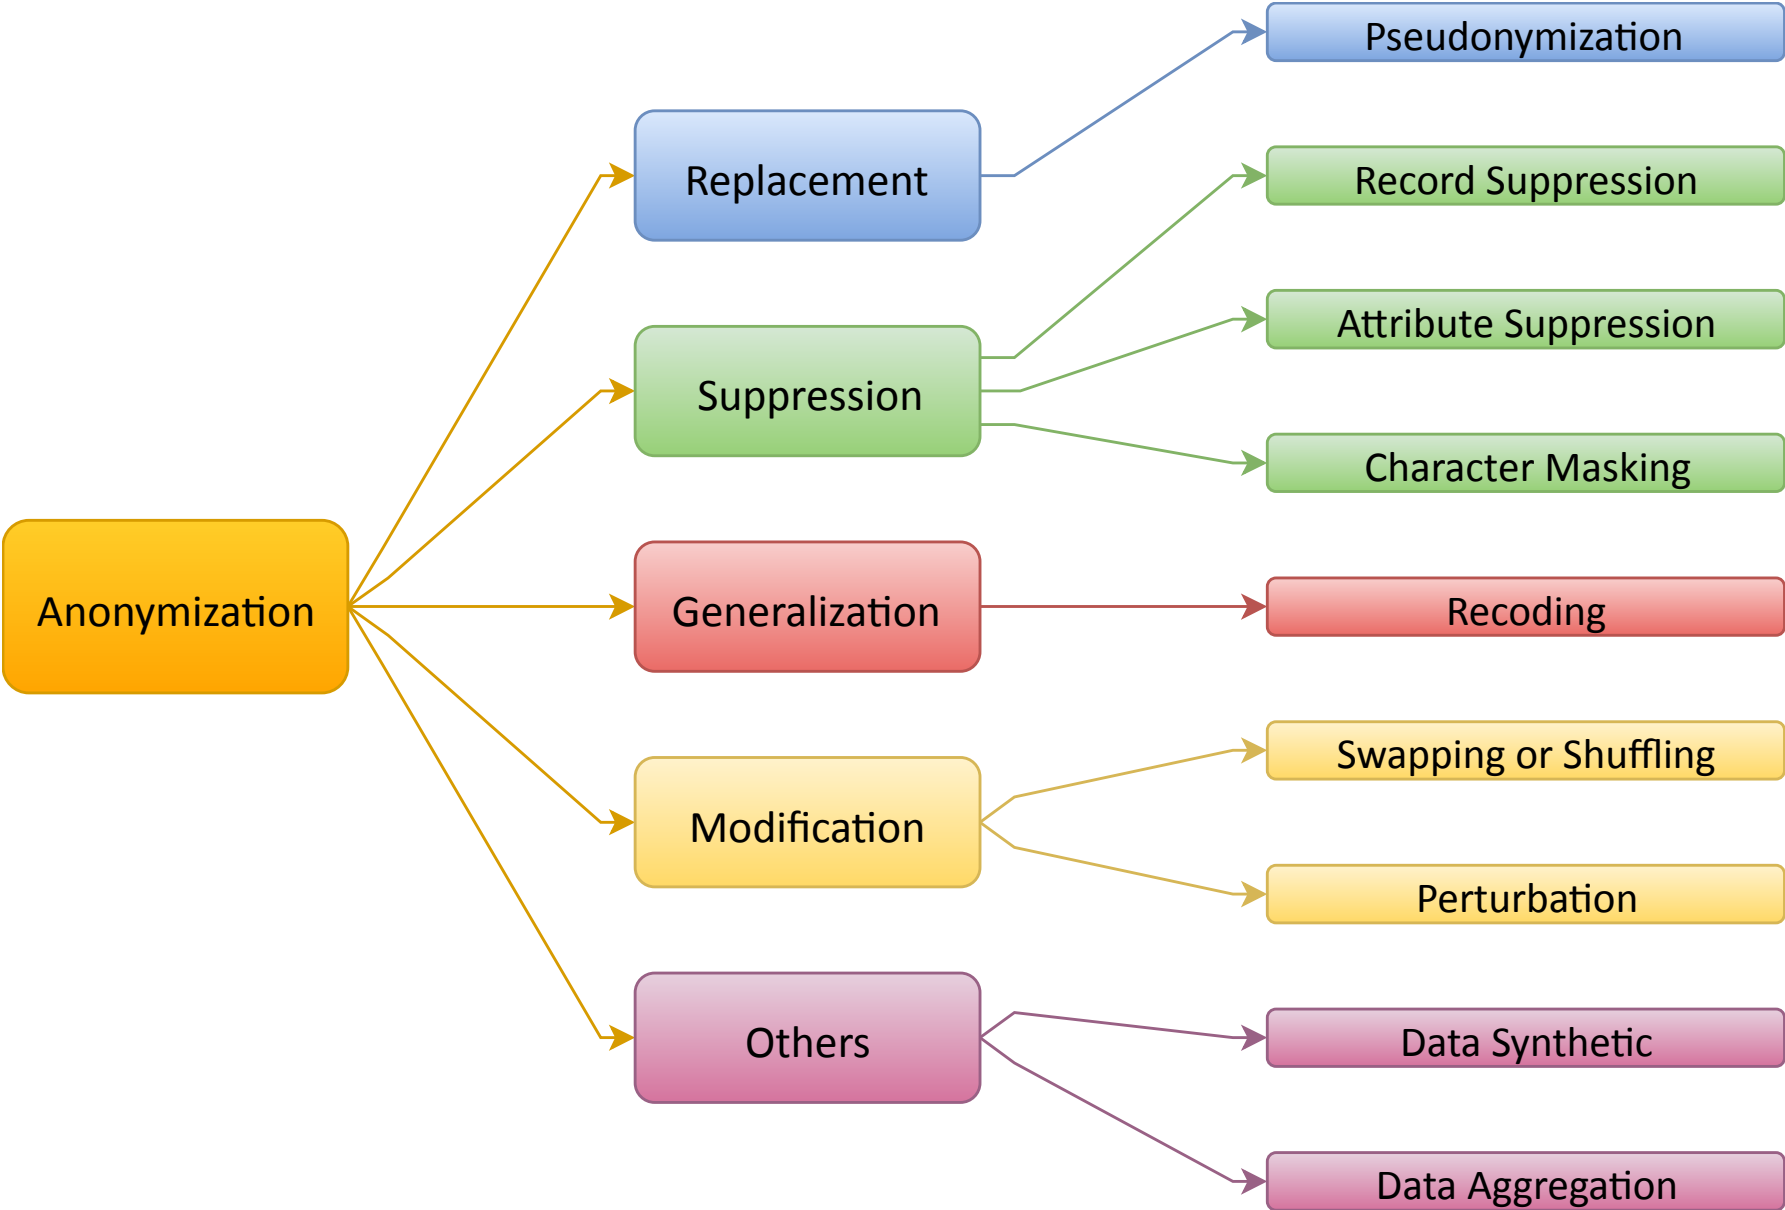 Anonymization
Replacement
Suppression
Generalization
Modification
Others
Pseudonymization
Record Suppression
Attribute Suppression
Character Masking
Recoding
Swapping or Shuffling
Perturbation
Data Synthetic
Data Aggregation